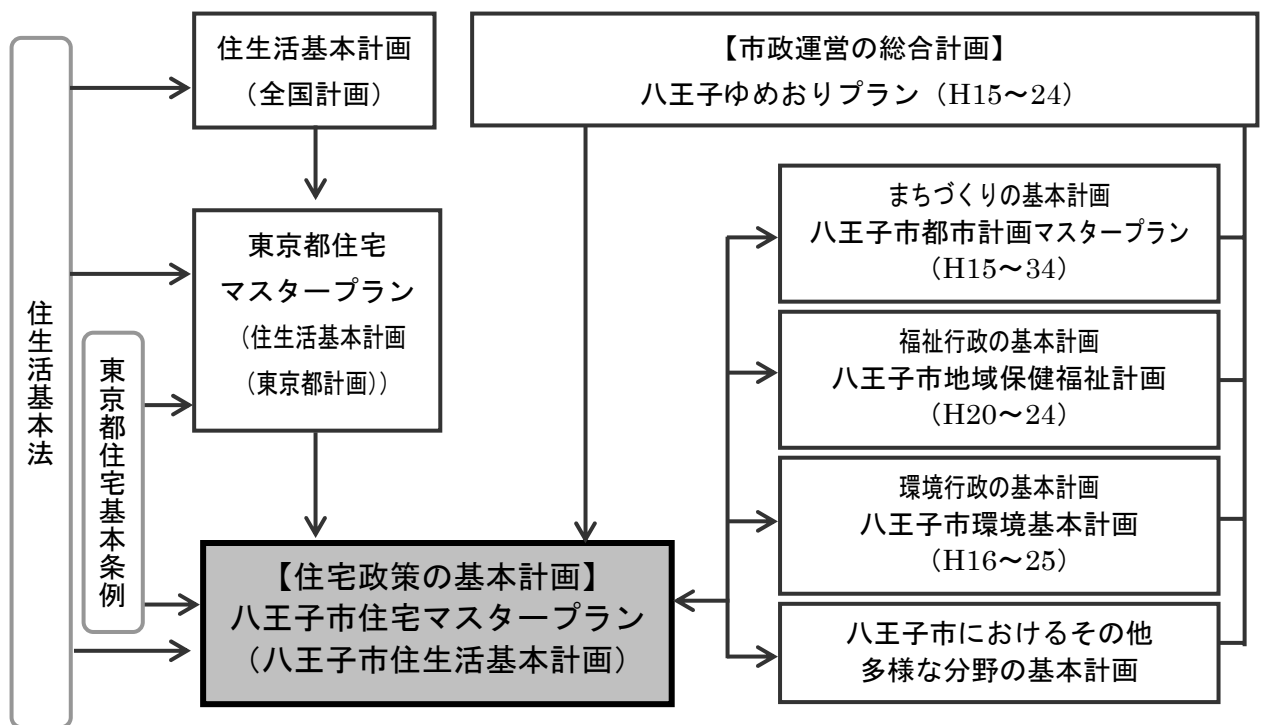 住生活基本法
東京都住宅基本条例
住生活基本計画
（全国計画）
東京都住宅
マスタープラン
（住生活基本計画
（東京都計画））
【市政運営の総合計画】
八王子ゆめおりプラン（H15～24）
まちづくりの基本計画
八王子市都市計画マスタープラン
（H15～34）
福祉行政の基本計画
八王子市地域保健福祉計画
（H20～24）
環境行政の基本計画
八王子市環境基本計画
（H16～25）
八王子市におけるその他
多様な分野の基本計画
【住宅政策の基本計画】
八王子市住宅マスタープラン
（八王子市住生活基本計画）